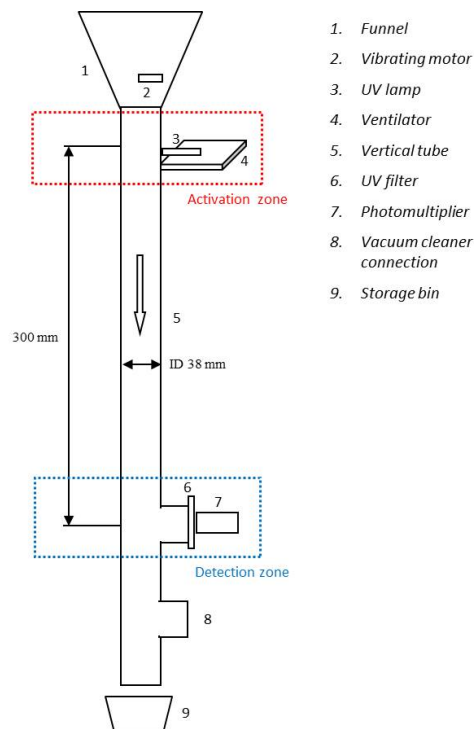 1
2
3
4
Activation zone
5
300 mm
ID 38 mm
6
7
Detection zone
8
9
1. Funnel
2. Vibrating motor
3. UV lamp
4. Ventilator
5. Vertical tube
6. UV filter
7. Photomultiplier
8. Vacuum cleaner
connection
9. Storage bin